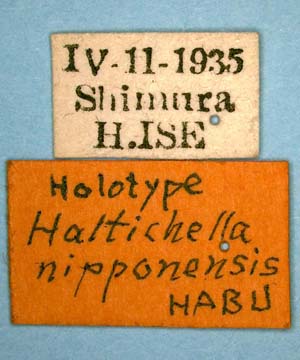 IV-11-1935
Shimura
H.ISE
Holotype
Haltichella
nipponensis
HABU